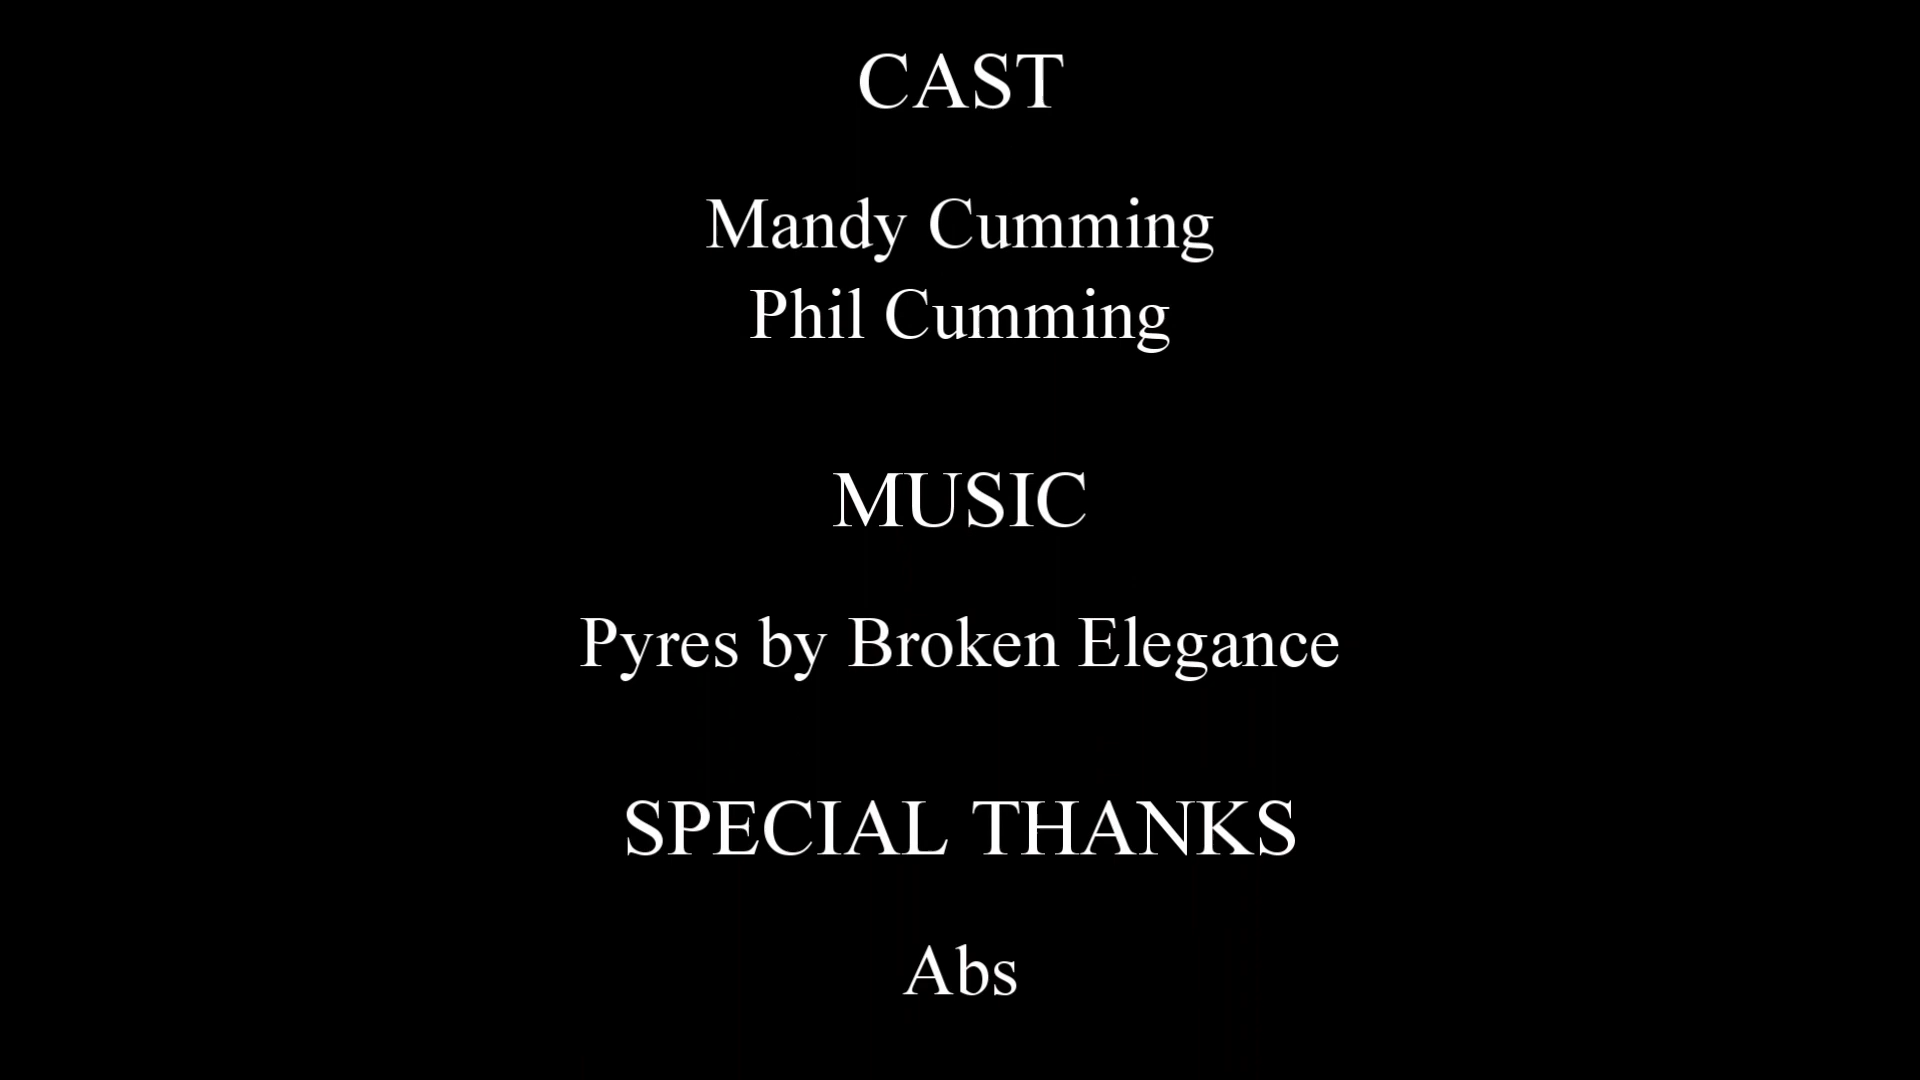 CAST
Mandy Cumming
Phil Cumming
MUSIC
Pyres by Broken Elegance
SPECIAL THANKS
Abs